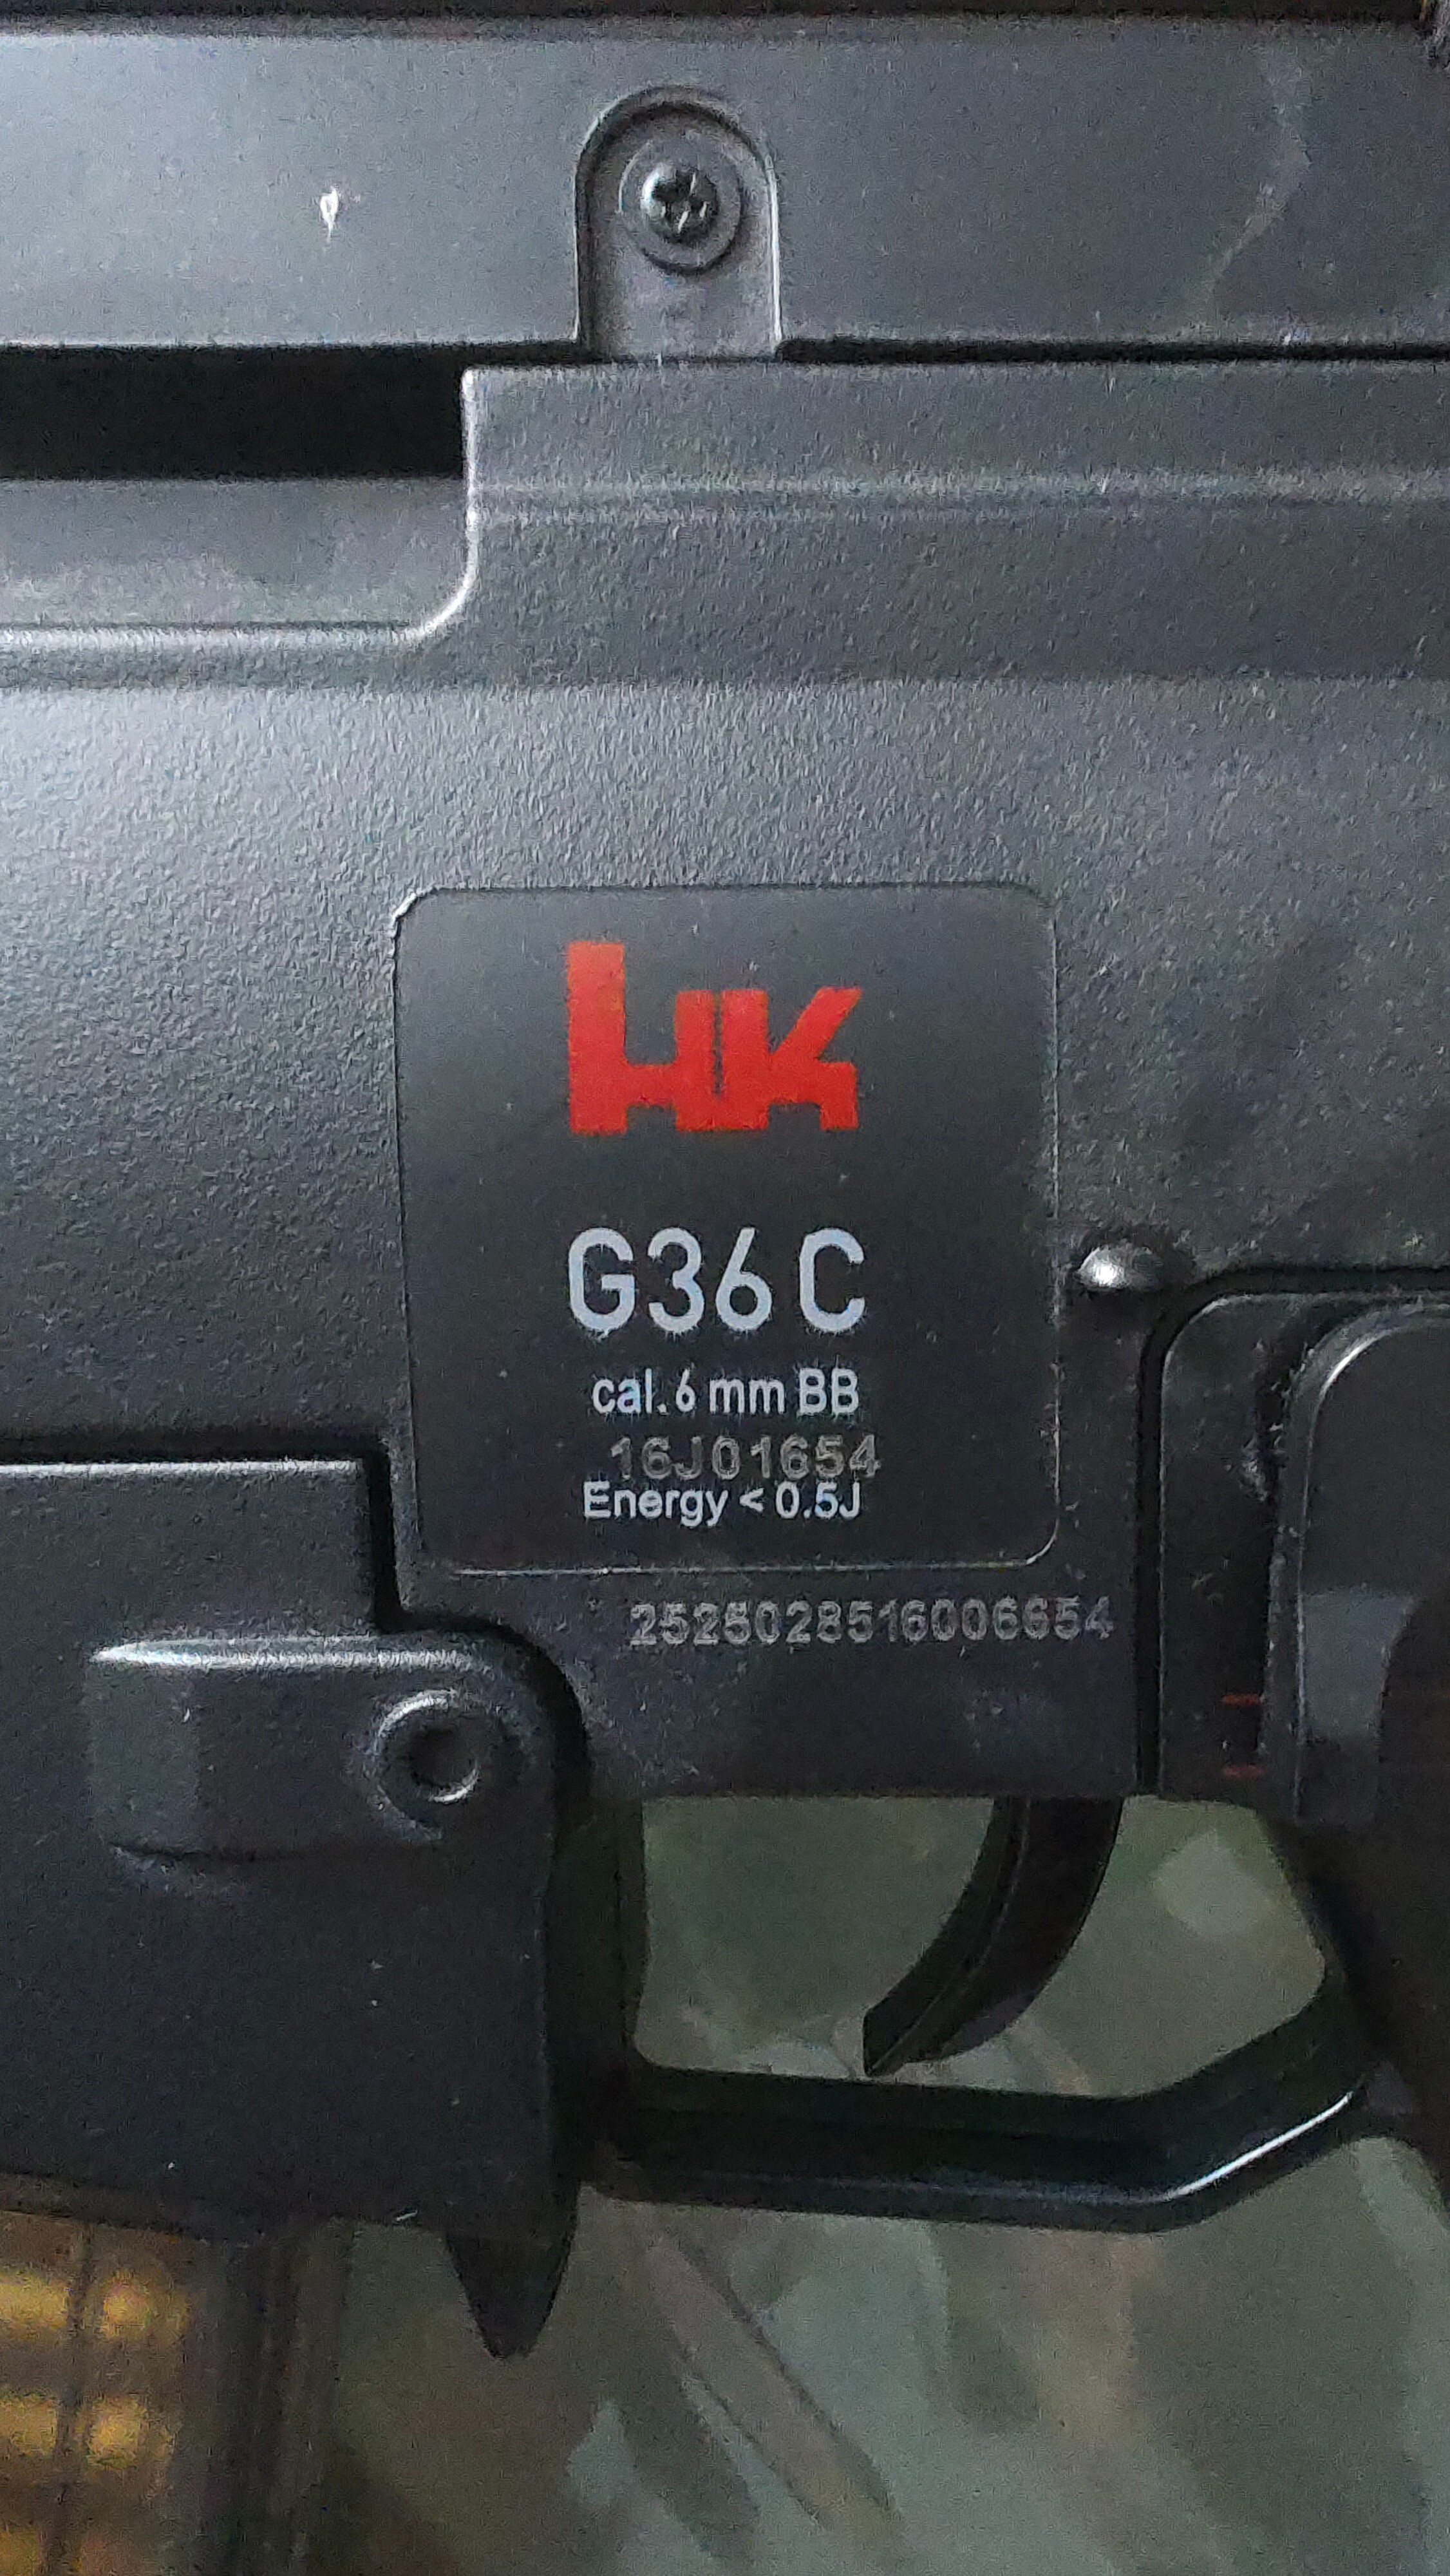 HK
G36 C
cal. 6 mm BB
16J01654
Energy < 0.5J
2525028516006654